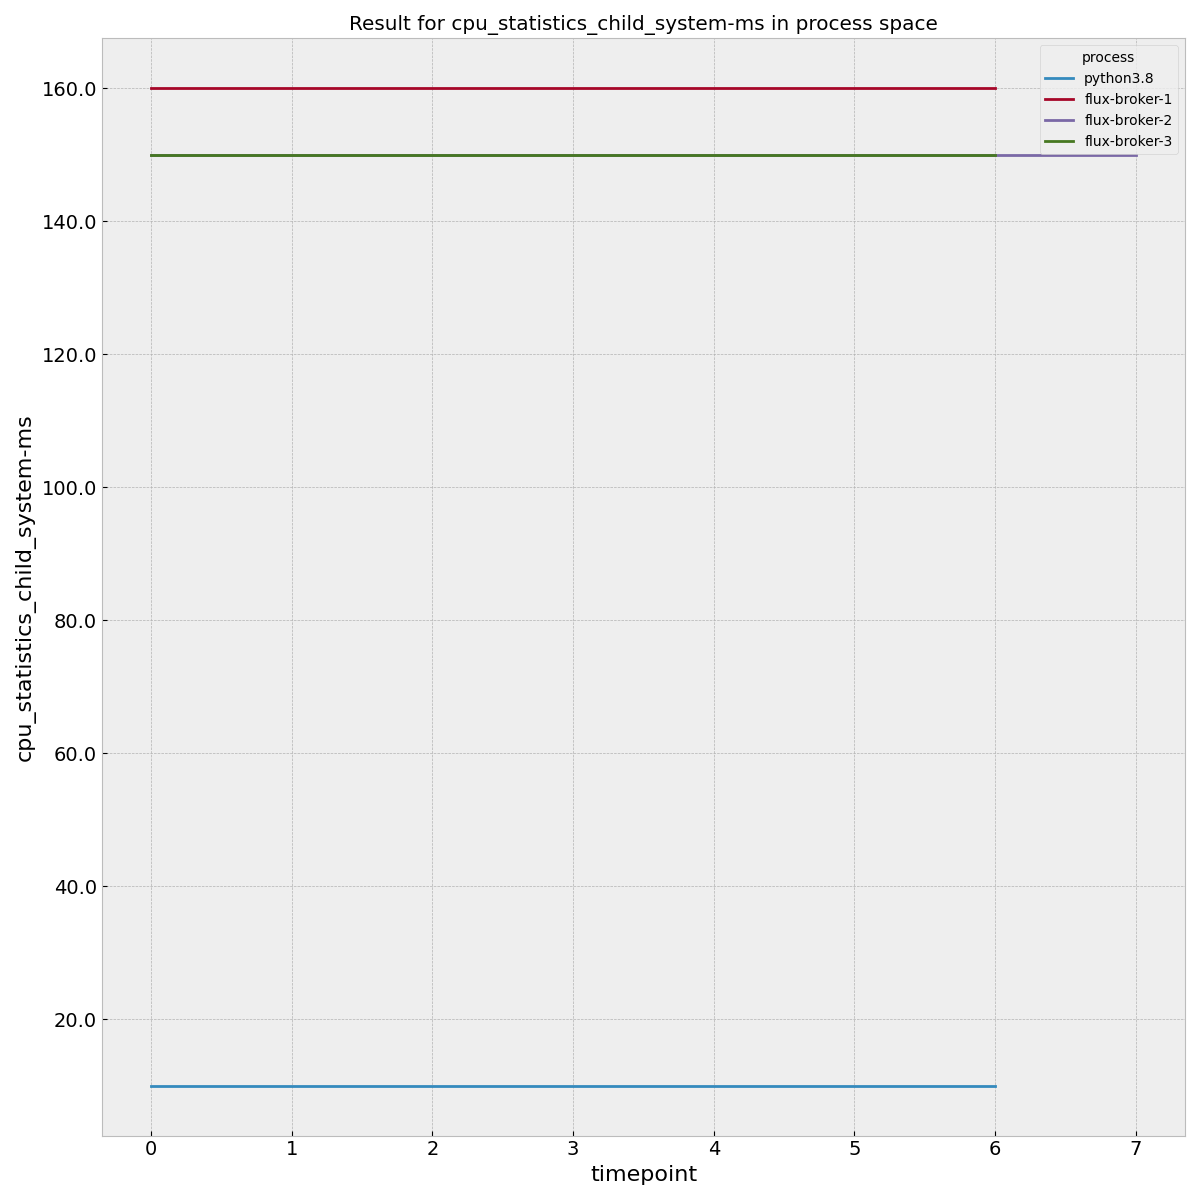 Result for cpu_statistics_child_system-ms in process space
process
python3.8
flux-broker-1
flux-broker-2
flux-broker-3
160.0
140.0
120.0
100.0
80.0
60.0
40.0
20.0
cpu_statistics_child_system-ms
0 1 2 3 4 5 6 7
timepoint